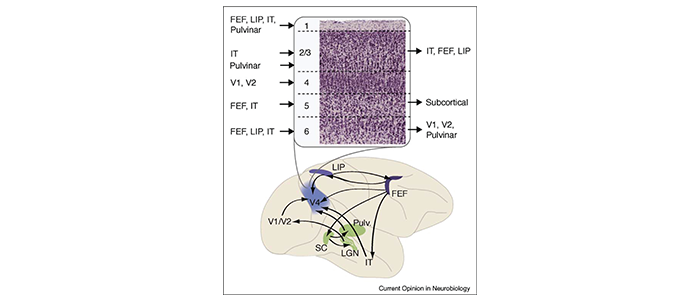 FEF, LIP, IT,
Pulvinar
1
IT
2/3
IT, FEF, LIP
Pulvinar
V1, V2
4
FEF, IT
5
Subcortical
FEF, LIP, IT
6
V1, V2,
Pulvinar
LIP
V4
FEF
V1/V2
Pulv.
SC
LGN
IT
Current Opinion in Neurobiology